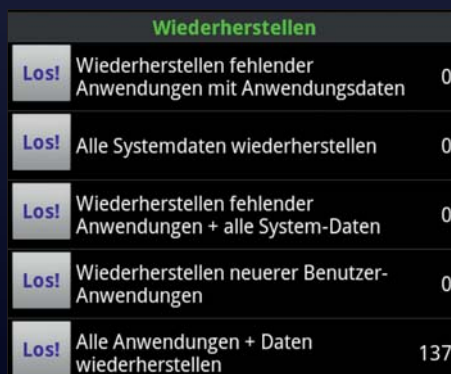 Wiederherstellen
Los!
Wiederherstellen fehlender
Anwendungen mit Anwendungsdaten
0
Los!
Alle Systemdaten wiederherstellen
0
Los!
Wiederherstellen fehlender
Anwendungen + alle System-Daten
0
Los!
Wiederherstellen neuerer Benutzer-
Anwendungen
0
Los!
Alle Anwendungen + Daten
wiederherstellen
137